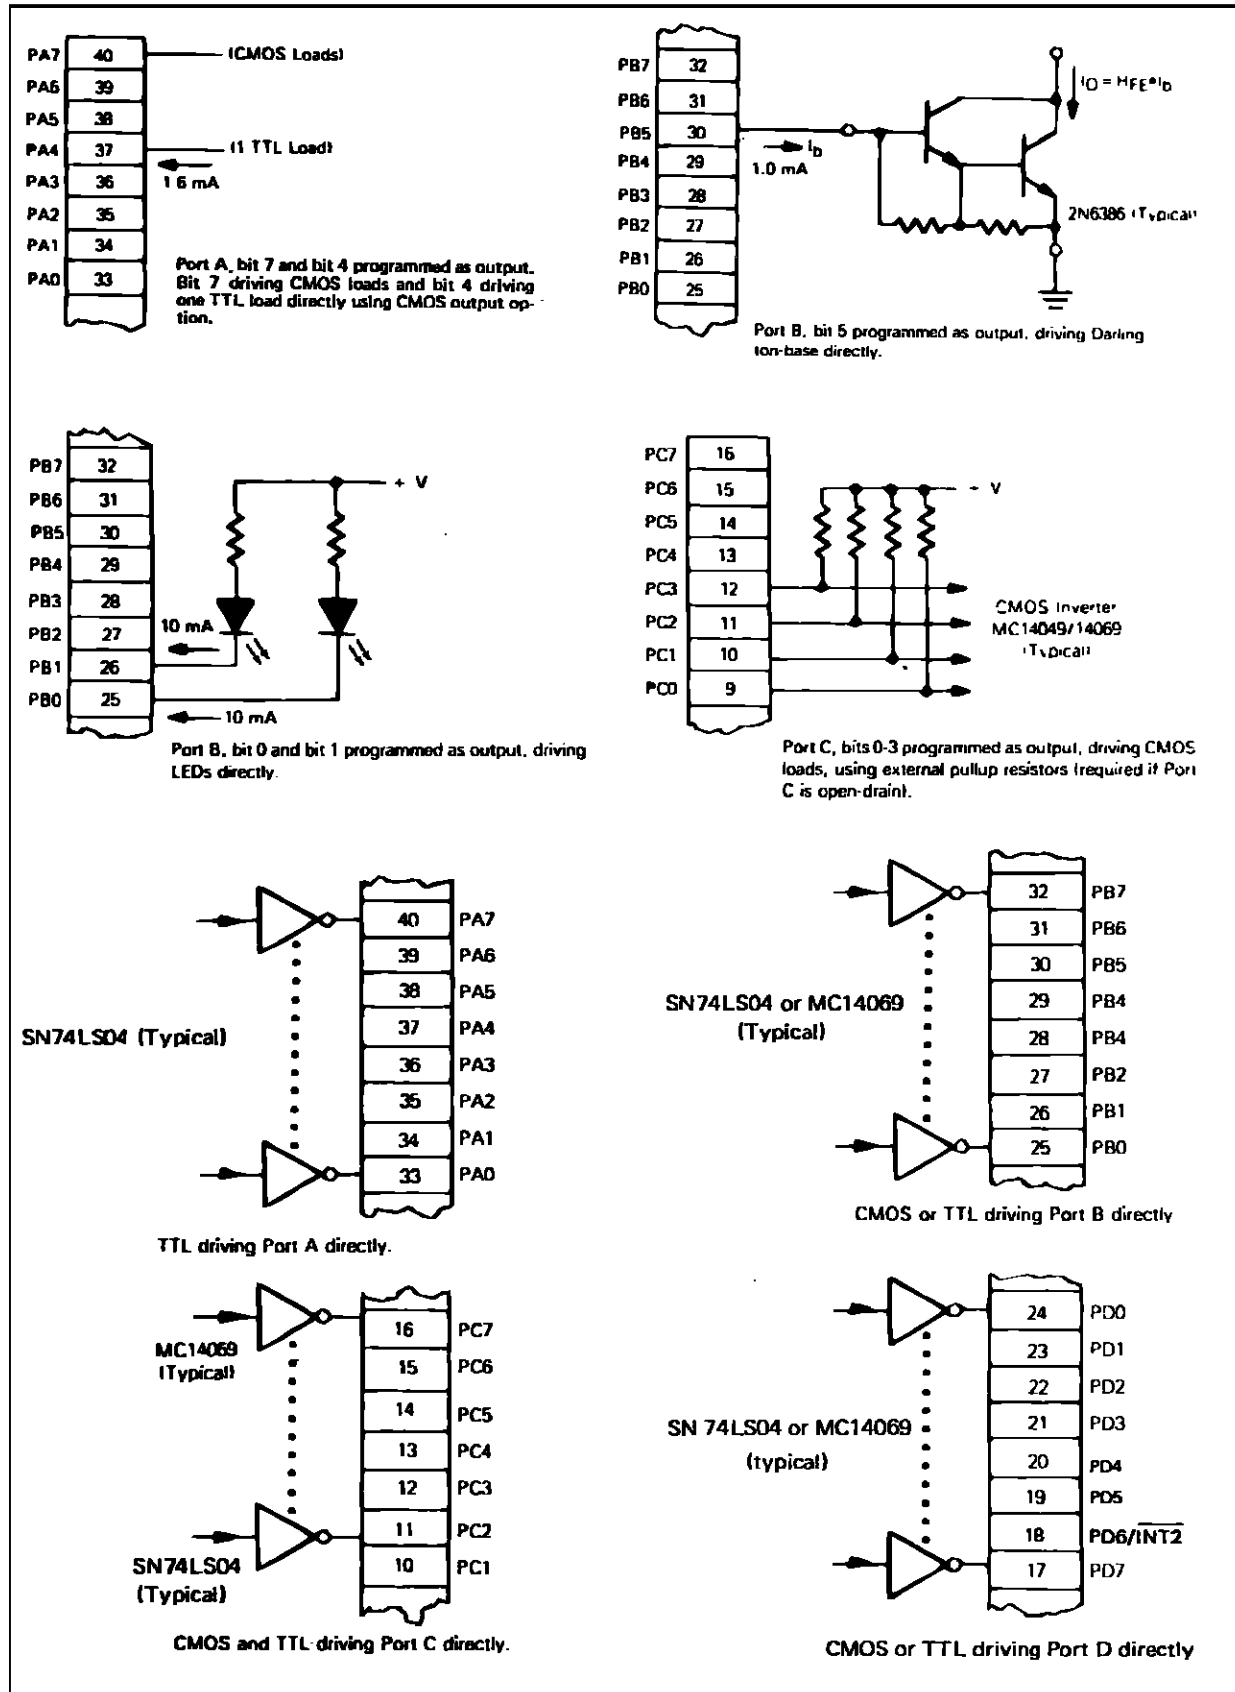 PA7 40 (CMOS Loads)
PA6 39
PA5 38
PA4 37 (1 TTL Load)
1 6 mA
PA3 36
PA2 35
PA1 34
PA0 33
Port A, bit 7 and bit 4 programmed as output.
Bit 7 driving CMOS loads and bit 4 driving
one TTL load directly using CMOS output op-
tion.
PB7 32
PB6 31
PB5 30
PB4 29
PB3 28
PB2 27
PB1 26
PB0 25
Ib
1.0 mA
IO = HFE*Ib
2N6386 (Typical)
Port B, bit 5 programmed as output, driving Darling
ton-base directly.
PB7 32
PB6 31
PB5 30
PB4 29
PB3 28
PB2 27
PB1 26
PB0 25
+ V
10 mA
10 mA
Port B, bit 0 and bit 1 programmed as output, driving
LEDs directly.
PC7 16
PC6 15
PC5 14
PC4 13
PC3 12
PC2 11
PC1 10
PC0 9
+ V
CMOS Inverter
MC14049/14069
(Typical)
Port C, bits 0-3 programmed as output, driving CMOS
loads, using external pullup resistors (required if Port
C is open-drain).
SN74LS04 (Typical)
40 PA7
39 PA6
38 PA5
37 PA4
36 PA3
35 PA2
34 PA1
33 PA0
TTL driving Port A directly.
SN74LS04 or MC14069
(Typical)
32 PB7
31 PB6
30 PB5
29 PB4
28 PB4
27 PB2
26 PB1
25 PB0
CMOS or TTL driving Port B directly
MC14069
(Typical)
16 PC7
15 PC6
14 PC5
13 PC4
12 PC3
11 PC2
10 PC1
SN74LS04
(Typical)
CMOS and TTL driving Port C directly.
SN 74LS04 or MC14069
(typical)
24 PD0
23 PD1
22 PD2
21 PD3
20 PD4
19 PD5
18 PD6/INT2
17 PD7
CMOS or TTL driving Port D directly